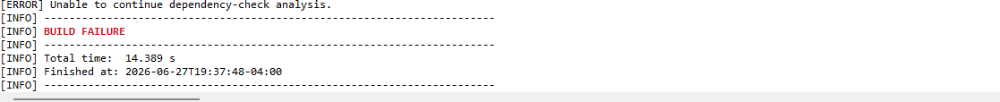 [ERROR] Unable to continue dependency-check analysis.
[INFO] ------------------------------------------------------------------------
[INFO] BUILD FAILURE
[INFO] ------------------------------------------------------------------------
[INFO] Total time:  14.389 s
[INFO] Finished at: 2026-06-27T19:37:48-04:00
[INFO] ------------------------------------------------------------------------